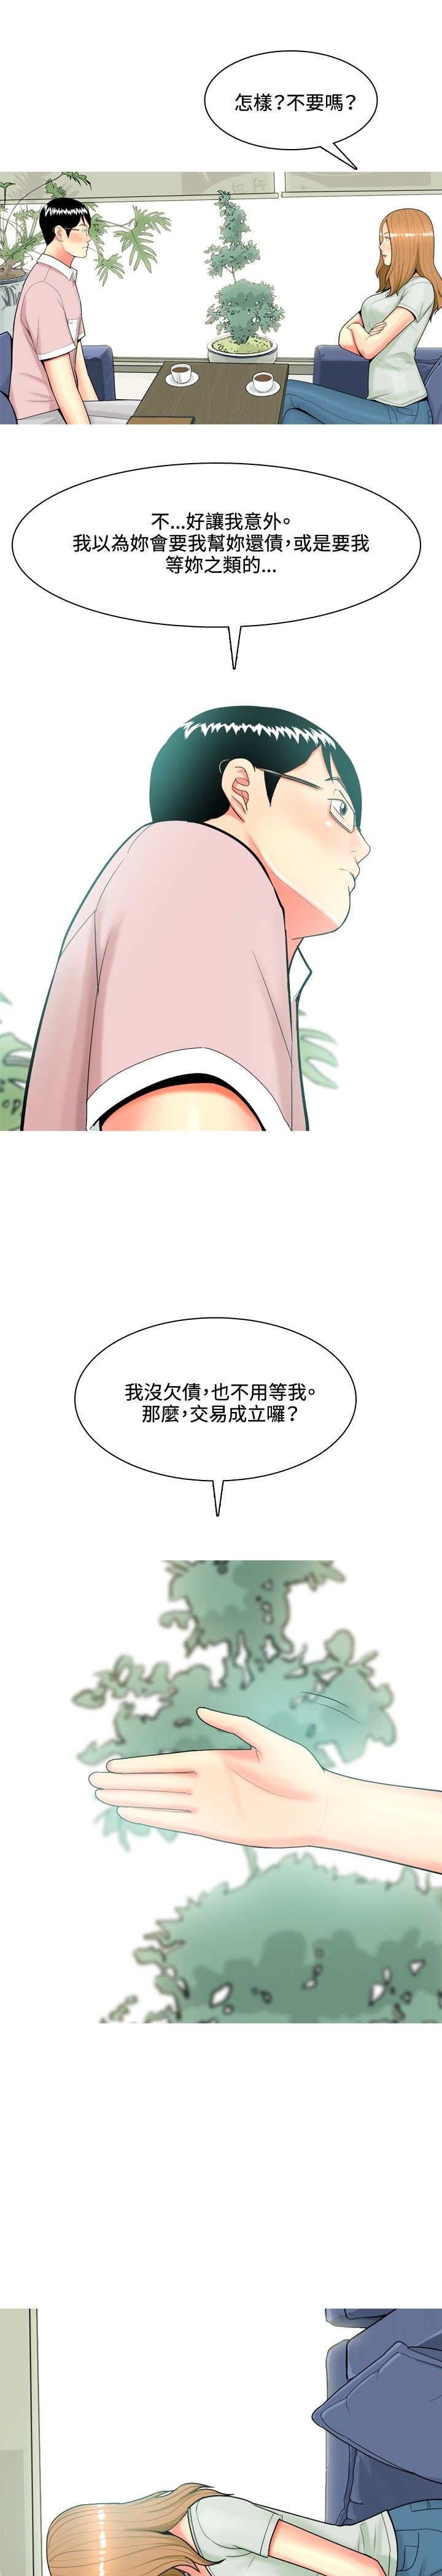 怎樣？不要嗎？
不…好讓我意外。
我以為妳會要我幫妳還債，或是要我
等妳之類的…
我沒欠債，也不用等我。
那麼，交易成立囉？